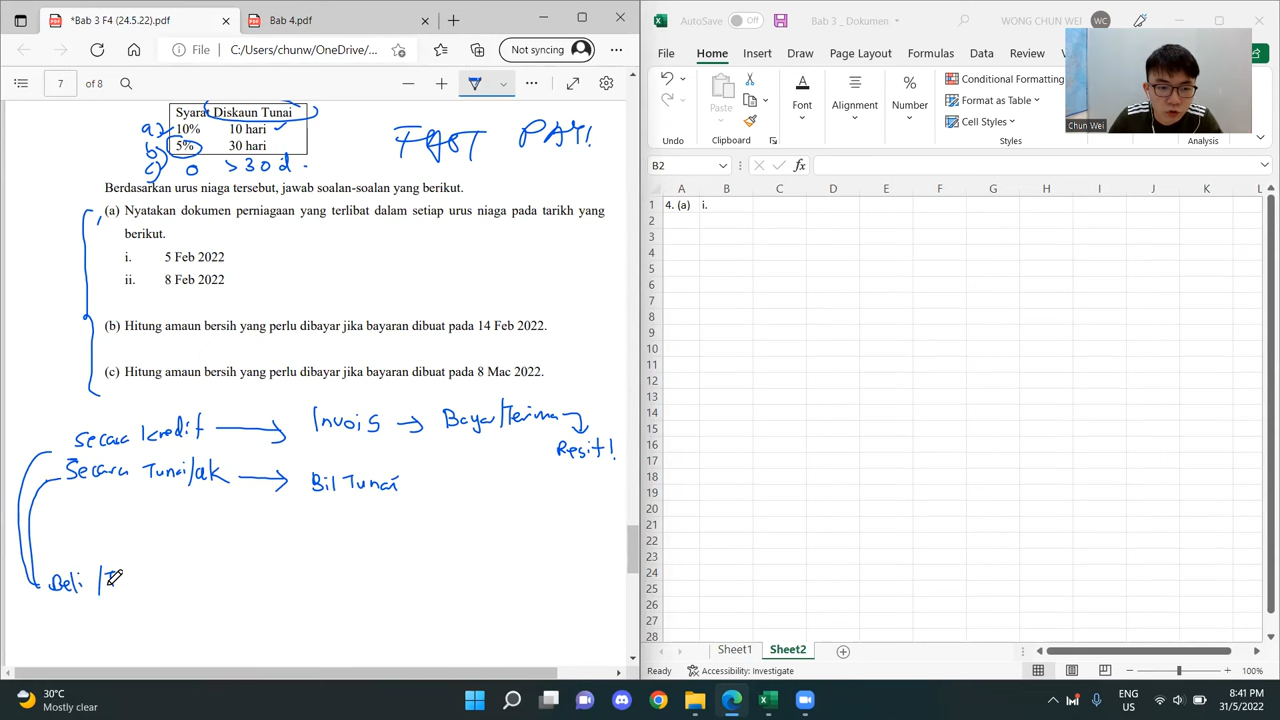 *Bab 3 F4 (24.5.22).pdf
Bab 4.pdf
File C:/Users/chunw/OneDrive/...
Not syncing
7 of 8
Syarat Diskaun Tunai
a) 10% 10 hari
b) 5% 30 hari
c) 0 > 30 d.
FAST PAY!
Berdasarkan urus niaga tersebut, jawab soalan-soalan yang berikut.
(a) Nyatakan dokumen perniagaan yang terlibat dalam setiap urus niaga pada tarikh yang
berikut.
i. 5 Feb 2022
ii. 8 Feb 2022
(b) Hitung amaun bersih yang perlu dibayar jika bayaran dibuat pada 14 Feb 2022.
(c) Hitung amaun bersih yang perlu dibayar jika bayaran dibuat pada 8 Mac 2022.
Secara kredit → Invois → Bayar/Terima
Resit!
Secara Tunai/ak → Bil Tunai
Beli /
AutoSave Off Bab 3 _ Dokumen WONG CHUN WEI WC
File Home Insert Draw Page Layout Formulas Data Review
Paste
Clipboard
Font
Alignment
Number
Conditional Formatting
Format as Table
Cell Styles
Styles
Analysis
Chun Wei
B2
fx
A B C D E F G H I J K L
1 4. (a) i.
2
3
4
5
6
7
8
9
10
11
12
13
14
15
16
17
18
19
20
21
22
23
24
25
26
27
28
Sheet1 Sheet2
Ready Accessibility: Investigate 100%
30°C
Mostly clear
ENG
US
8:41 PM
31/5/2022